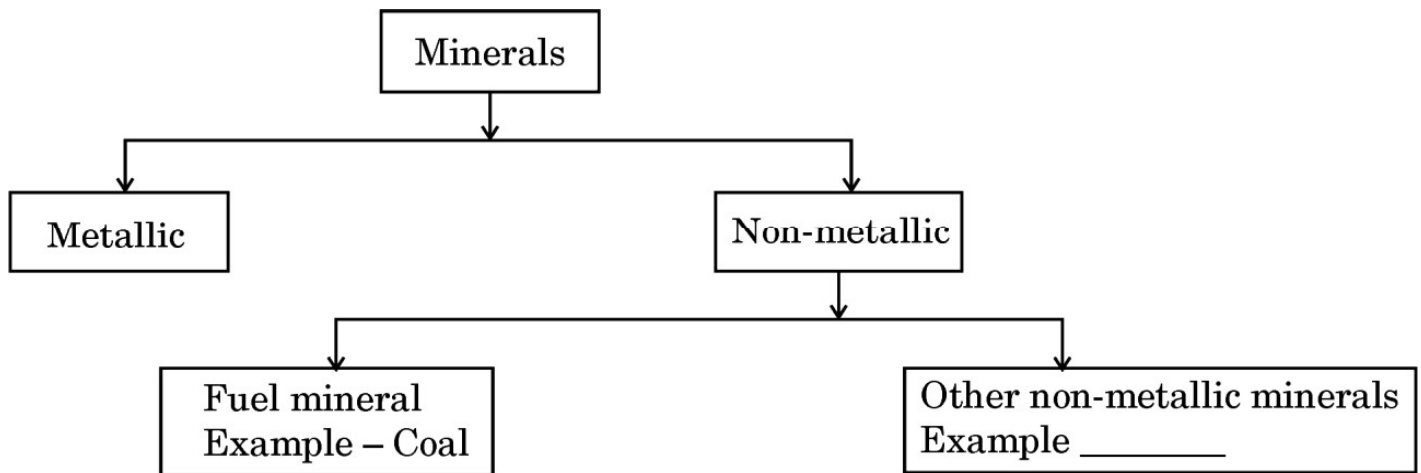 Minerals
Metallic
Non-metallic
Fuel mineral
Example – Coal
Other non-metallic minerals
Example ________